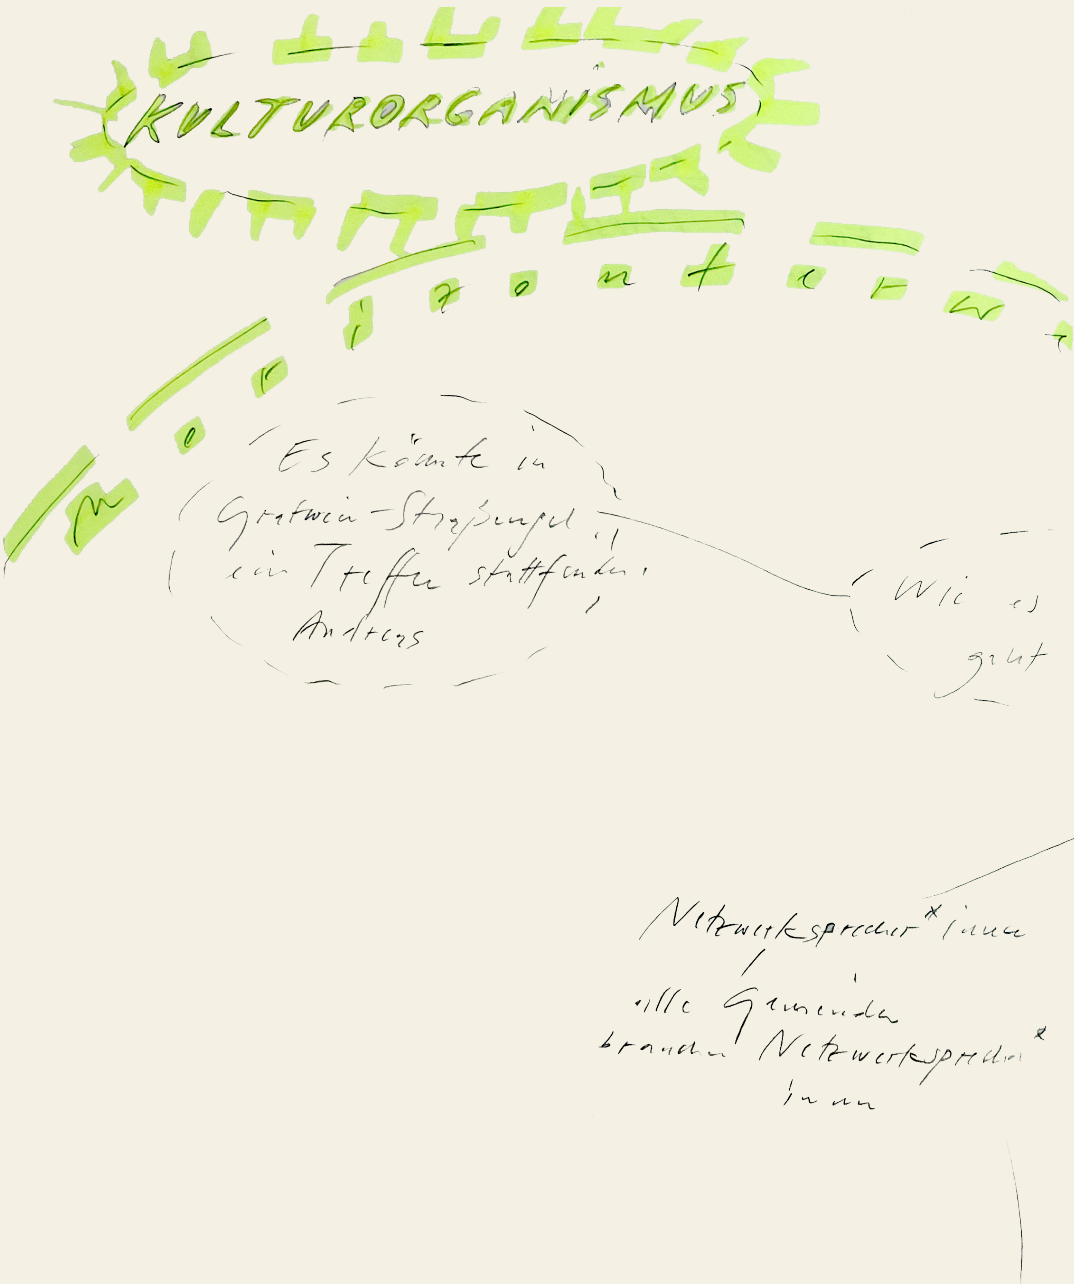 KULTURORGANISMUS
Horizonterwe
Es könnte in
Gratwein-Straßengel
ein Treffen stattfinden.
Andreas
Wie es
geht
Netzwerksprecher*innen
alle Gemeinden
brauchen Netzwerksprecher*
innen